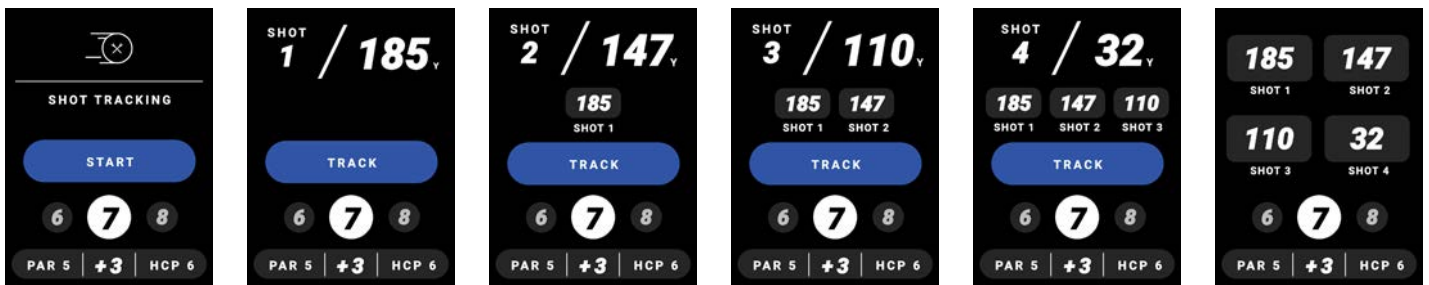 SHOT TRACKING
START
6 7 8
PAR 5 | +3 | HCP 6
SHOT
1 / 185 Y
TRACK
6 7 8
PAR 5 | +3 | HCP 6
SHOT
2 / 147 Y
185
SHOT 1
TRACK
6 7 8
PAR 5 | +3 | HCP 6
SHOT
3 / 110 Y
185 147
SHOT 1 SHOT 2
TRACK
6 7 8
PAR 5 | +3 | HCP 6
SHOT
4 / 32 Y
185 147 110
SHOT 1 SHOT 2 SHOT 3
TRACK
6 7 8
PAR 5 | +3 | HCP 6
185 147
SHOT 1 SHOT 2
110 32
SHOT 3 SHOT 4
6 7 8
PAR 5 | +3 | HCP 6